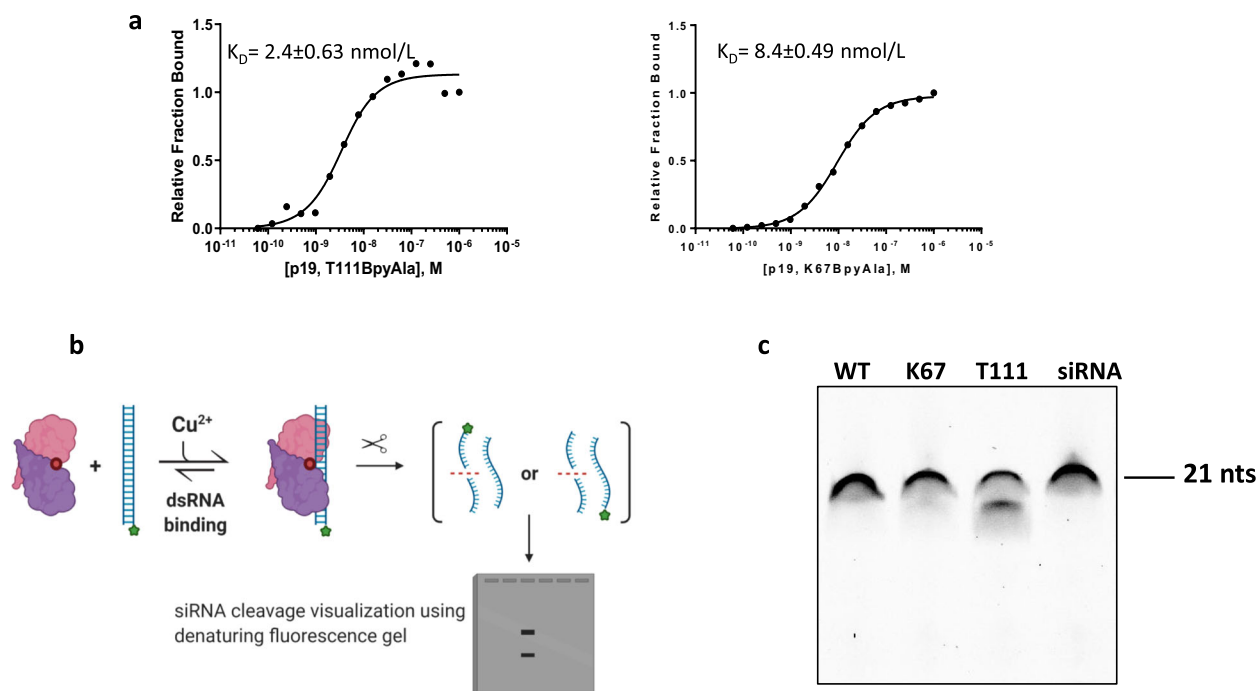 a
K_D= 2.4±0.63 nmol/L
Relative Fraction Bound
1.5
1.0
0.5
0.0
10^-11 10^-10 10^-9 10^-8 10^-7 10^-6 10^-5
[p19, T111BpyAla], M
K_D= 8.4±0.49 nmol/L
Relative Fraction Bound
1.5
1.0
0.5
0.0
10^-11 10^-10 10^-9 10^-8 10^-7 10^-6 10^-5
[p19, K67BpyAla], M
b
+
Cu²⁺
dsRNA
binding
or
siRNA cleavage visualization using
denaturing fluorescence gel
c
WT K67 T111 siRNA
21 nts